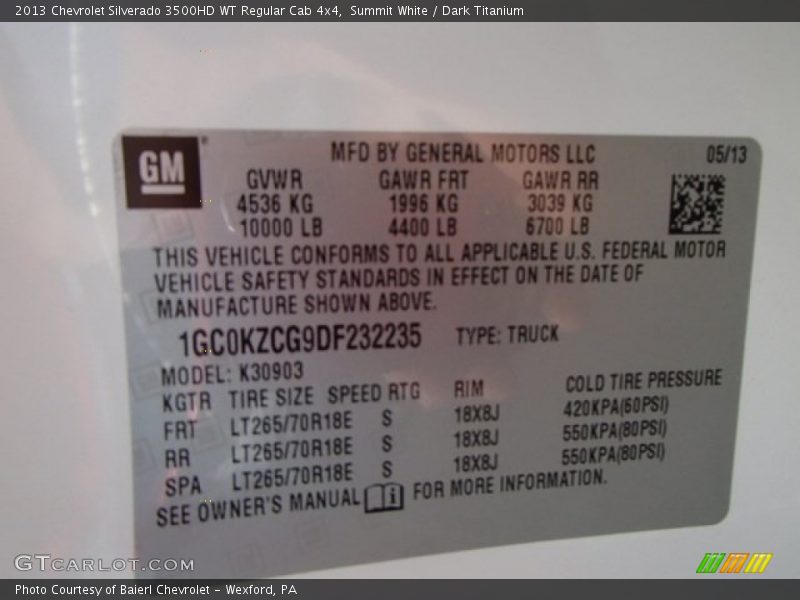 2013 Chevrolet Silverado 3500HD WT Regular Cab 4x4, Summit White / Dark Titanium
GM
MFD BY GENERAL MOTORS LLC 05/13
GVWR GAWR FRT GAWR RR
4536 KG 1996 KG 3039 KG
10000 LB 4400 LB 6700 LB
THIS VEHICLE CONFORMS TO ALL APPLICABLE U.S. FEDERAL MOTOR
VEHICLE SAFETY STANDARDS IN EFFECT ON THE DATE OF
MANUFACTURE SHOWN ABOVE.
1GC0KZCG9DF232235 TYPE: TRUCK
MODEL: K30903
KGTR TIRE SIZE SPEED RTG RIM COLD TIRE PRESSURE
FRT LT265/70R18E S 18X8J 420KPA(60PSI)
RR LT265/70R18E S 18X8J 550KPA(80PSI)
SPA LT265/70R18E S 18X8J 550KPA(80PSI)
SEE OWNER'S MANUAL FOR MORE INFORMATION.
GTCARLOT.COM
Photo Courtesy of Baierl Chevrolet – Wexford, PA